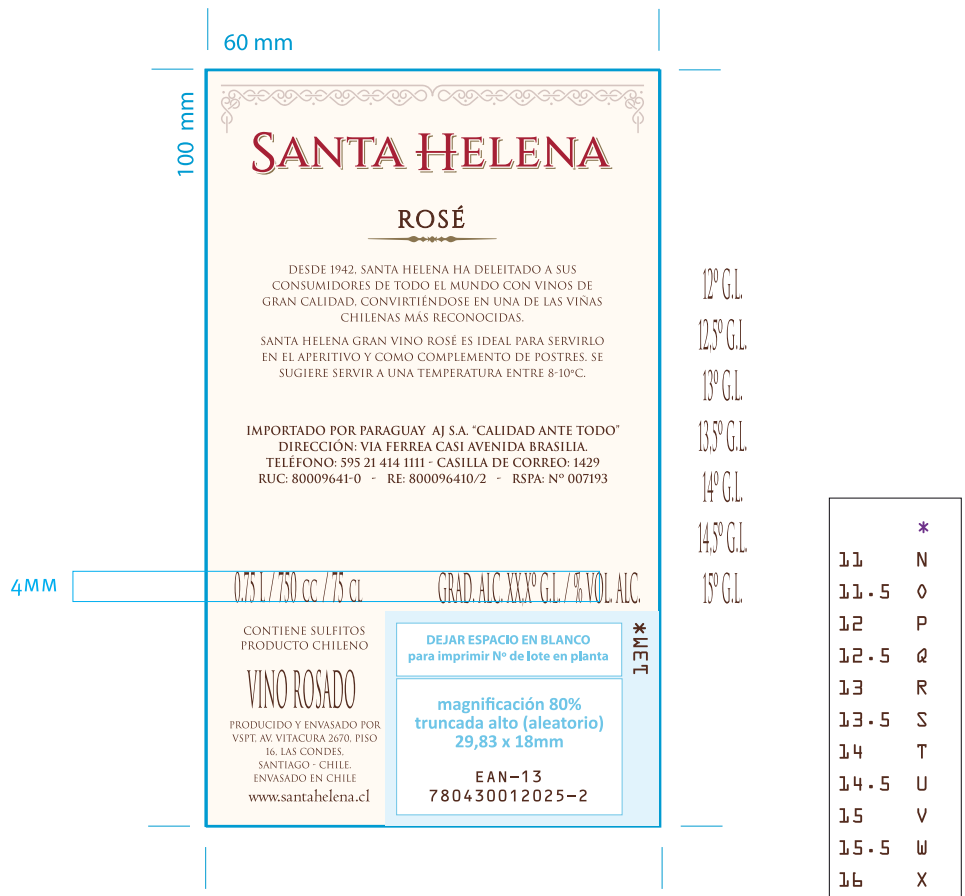 60 mm
100 mm
SANTA HELENA
ROSÉ
DESDE 1942, SANTA HELENA HA DELEITADO A SUS
CONSUMIDORES DE TODO EL MUNDO CON VINOS DE
GRAN CALIDAD, CONVIRTIÉNDOSE EN UNA DE LAS VIÑAS
CHILENAS MÁS RECONOCIDAS.
SANTA HELENA GRAN VINO ROSÉ ES IDEAL PARA SERVIRLO
EN EL APERITIVO Y COMO COMPLEMENTO DE POSTRES. SE
SUGIERE SERVIR A UNA TEMPERATURA ENTRE 8-10°C.
IMPORTADO POR PARAGUAY AJ S.A. "CALIDAD ANTE TODO"
DIRECCIÓN: VIA FERREA CASI AVENIDA BRASILIA.
TELÉFONO: 595 21 414 1111 - CASILLA DE CORREO: 1429
RUC: 80009641-0 - RE: 800096410/2 - RSPA: Nº 007193
4MM
0.75 L / 750 CC / 75 CL
GRAD. ALC. XX,Xº G.L. / % VOL. ALC.
CONTIENE SULFITOS
PRODUCTO CHILENO
VINO ROSADO
PRODUCIDO Y ENVASADO POR
VSPT, AV. VITACURA 2670, PISO
16, LAS CONDES,
SANTIAGO - CHILE.
ENVASADO EN CHILE
www.santahelena.cl
DEJAR ESPACIO EN BLANCO
para imprimir Nº de lote en planta
*MET
magnificación 80%
truncada alto (aleatorio)
29,83 x 18mm
EAN-13
780430012025-2
12º G.L.
12,5º G.L.
13º G.L.
13,5º G.L.
14º G.L.
14,5º G.L.
15º G.L.
*
11 N
11.5 O
12 P
12.5 Q
13 R
13.5 S
14 T
14.5 U
15 V
15.5 W
16 X